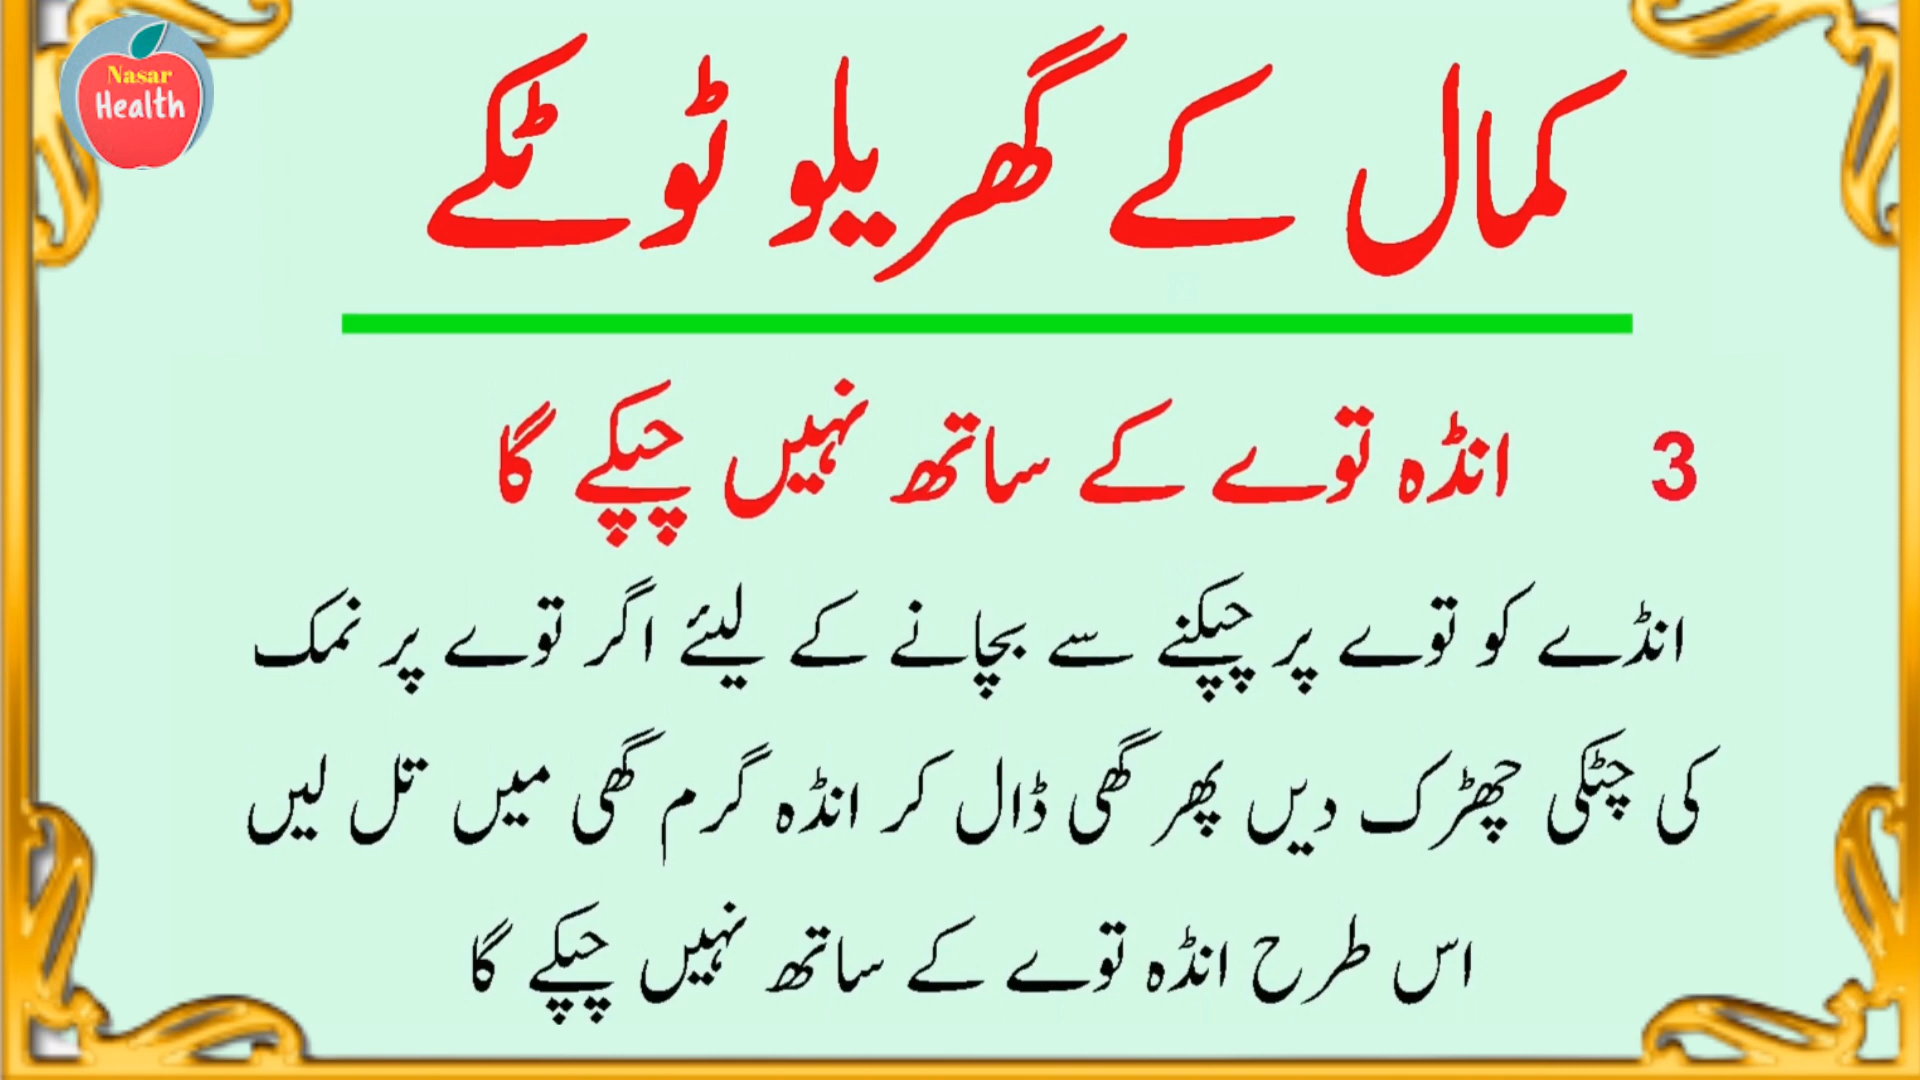 Nasar
Health
کمال کے گھریلو ٹوٹکے
3 انڈہ توے کے ساتھ نہیں چپکے گا
انڈے کو توے پر چپکنے سے بچانے کے لیئے اگر توے پر نمک
کی چٹکی چھڑک دیں پھر گھی ڈال کر انڈہ گرم گھی میں تل لیں
اس طرح انڈہ توے کے ساتھ نہیں چپکے گا